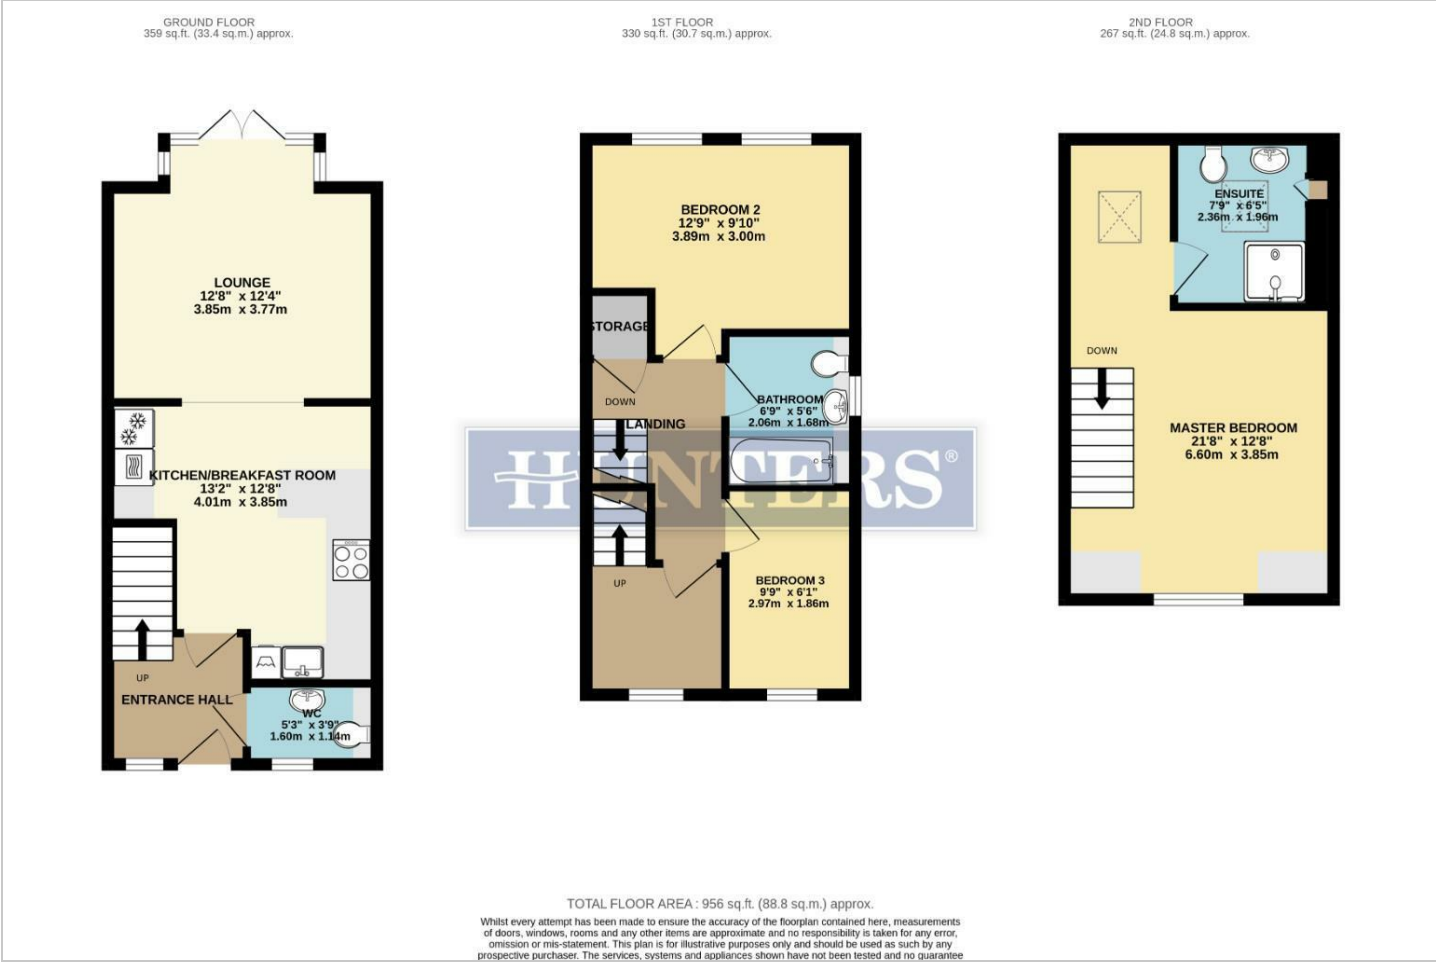 GROUND FLOOR
359 sq.ft. (33.4 sq.m.) approx.
1ST FLOOR
330 sq.ft. (30.7 sq.m.) approx.
2ND FLOOR
267 sq.ft. (24.8 sq.m.) approx.
LOUNGE
12'8" x 12'4"
3.85m x 3.77m
KITCHEN/BREAKFAST ROOM
13'2" x 12'8"
4.01m x 3.85m
UP
ENTRANCE HALL
WC
5'3" x 3'9"
1.60m x 1.14m
BEDROOM 2
12'9" x 9'10"
3.89m x 3.00m
STORAGE
DOWN
LANDING
BATHROOM
6'9" x 5'6"
2.06m x 1.68m
HUNTERS®
UP
BEDROOM 3
9'9" x 6'1"
2.97m x 1.86m
ENSUITE
7'9" x 6'5"
2.36m x 1.96m
DOWN
MASTER BEDROOM
21'8" x 12'8"
6.60m x 3.85m
TOTAL FLOOR AREA : 956 sq.ft. (88.8 sq.m.) approx.
Whilst every attempt has been made to ensure the accuracy of the floorplan contained here, measurements
of doors, windows, rooms and any other items are approximate and no responsibility is taken for any error,
omission or mis-statement. This plan is for illustrative purposes only and should be used as such by any
prospective purchaser. The services, systems and appliances shown have not been tested and no guarantee